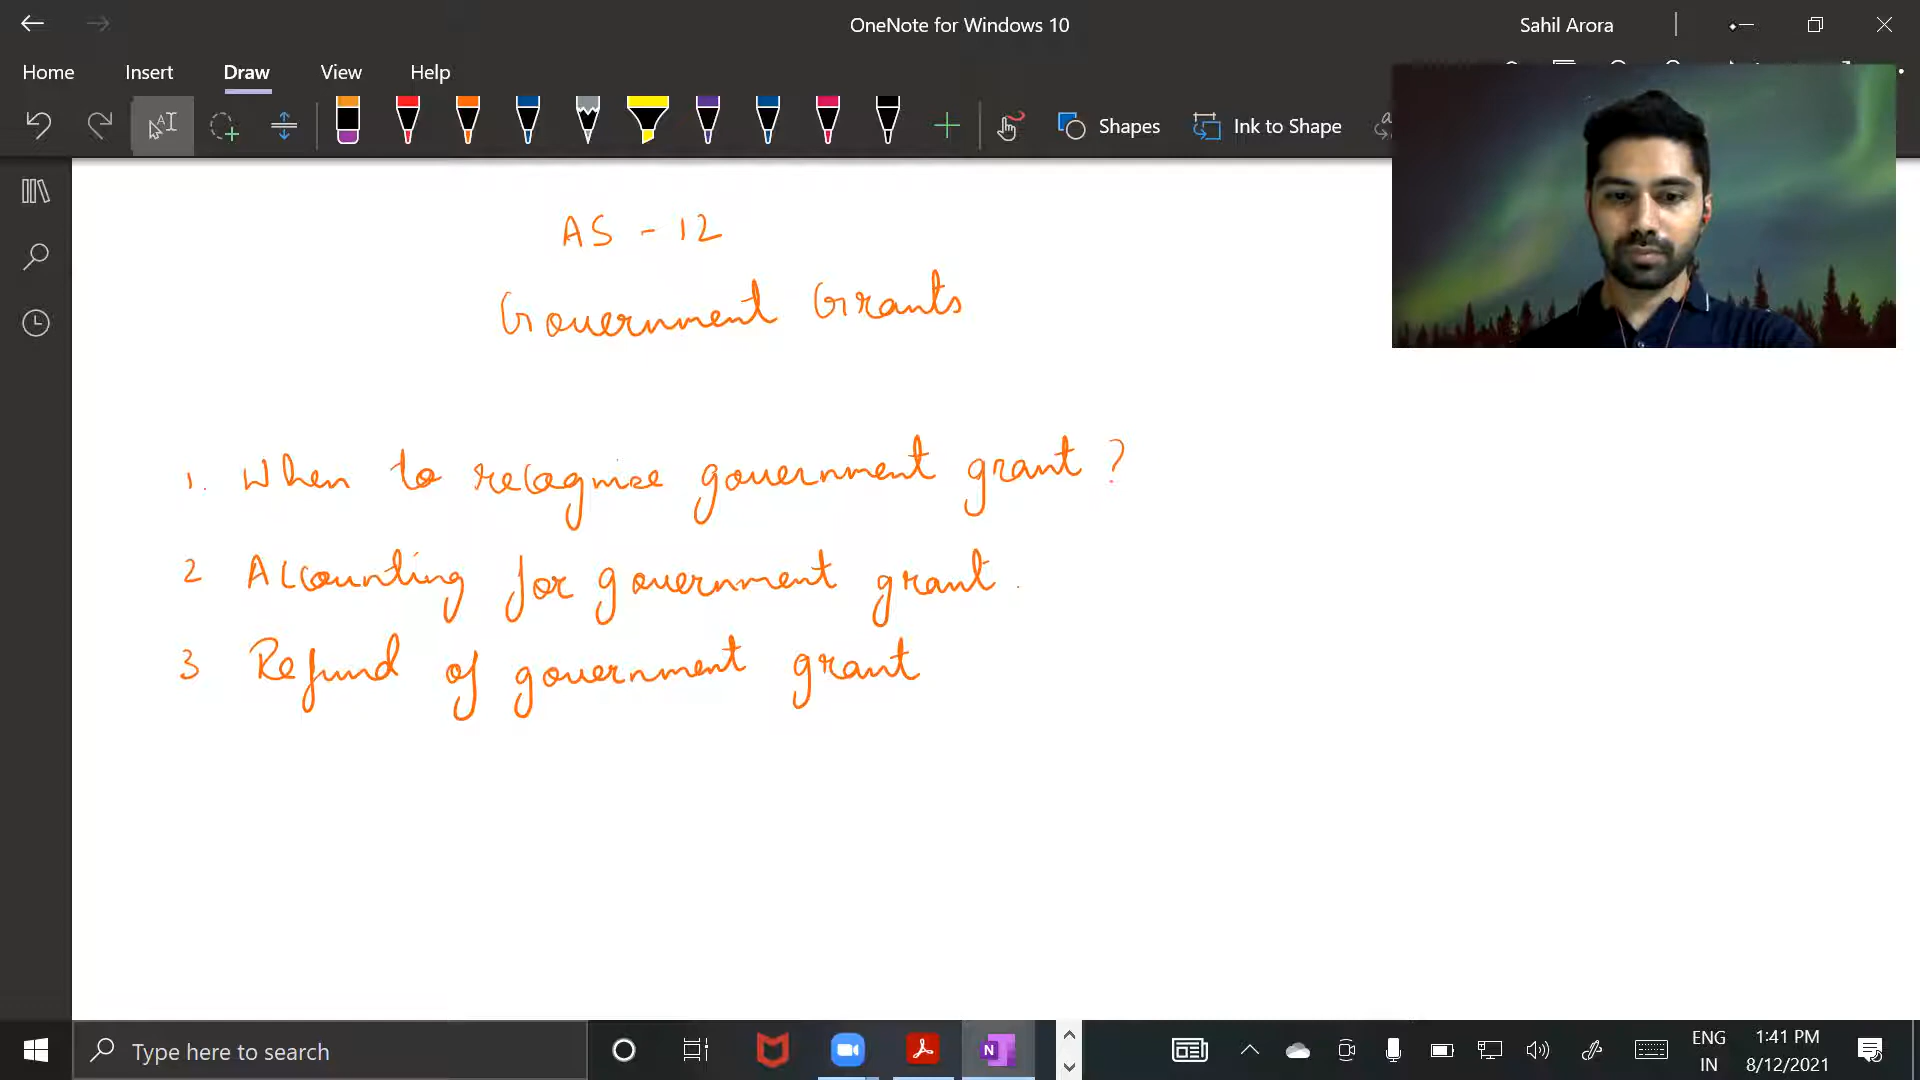 OneNote for Windows 10
Sahil Arora
Home Insert Draw View Help
Shapes Ink to Shape
AS - 12
Government Grants
1. When to recognise government grant ?
2 Accounting for government grant.
3 Refund of government grant
Type here to search
ENG
IN
1:41 PM
8/12/2021